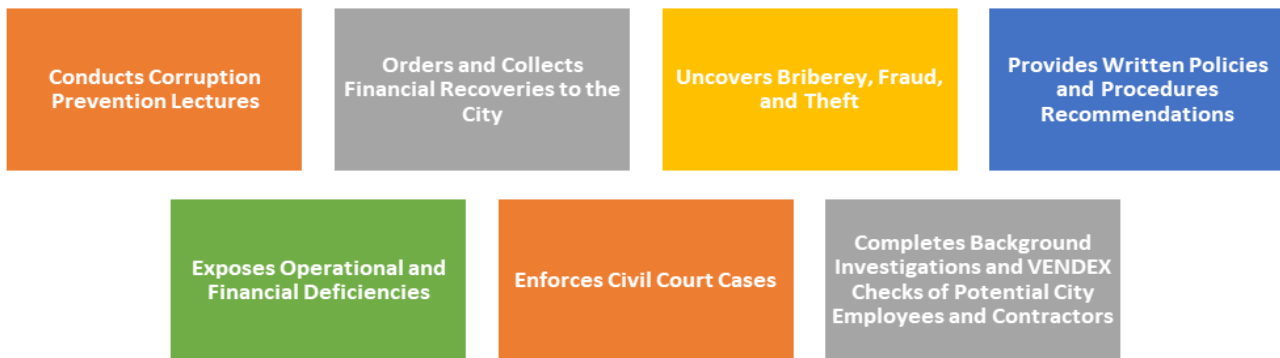 Conducts Corruption
Prevention Lectures
Orders and Collects
Financial Recoveries to the
City
Uncovers Briberey, Fraud,
and Theft
Provides Written Policies
and Procedures
Recommendations
Exposes Operational and
Financial Deficiencies
Enforces Civil Court Cases
Completes Background
Investigations and VENDEX
Checks of Potential City
Employees and Contractors